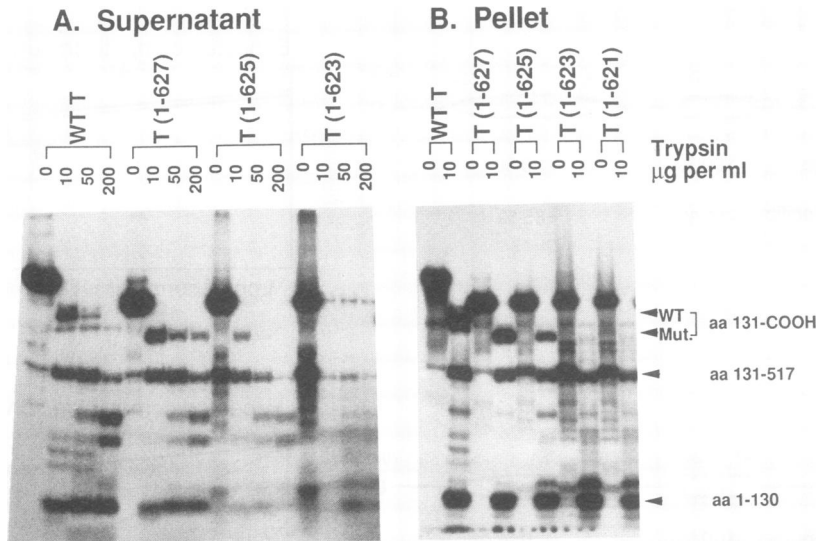 A. Supernatant
WT T
T (1-627)
T (1-625)
T (1-623)
0 10 50 200 0 10 50 200 0 10 50 200 0 10 50 200
B. Pellet
WT T
T (1-627)
T (1-625)
T (1-623)
T (1-621)
0 10 0 10 0 10 0 10 0 10
Trypsin
μg per ml
WT
Mut.
aa 131-COOH
aa 131-517
aa 1-130